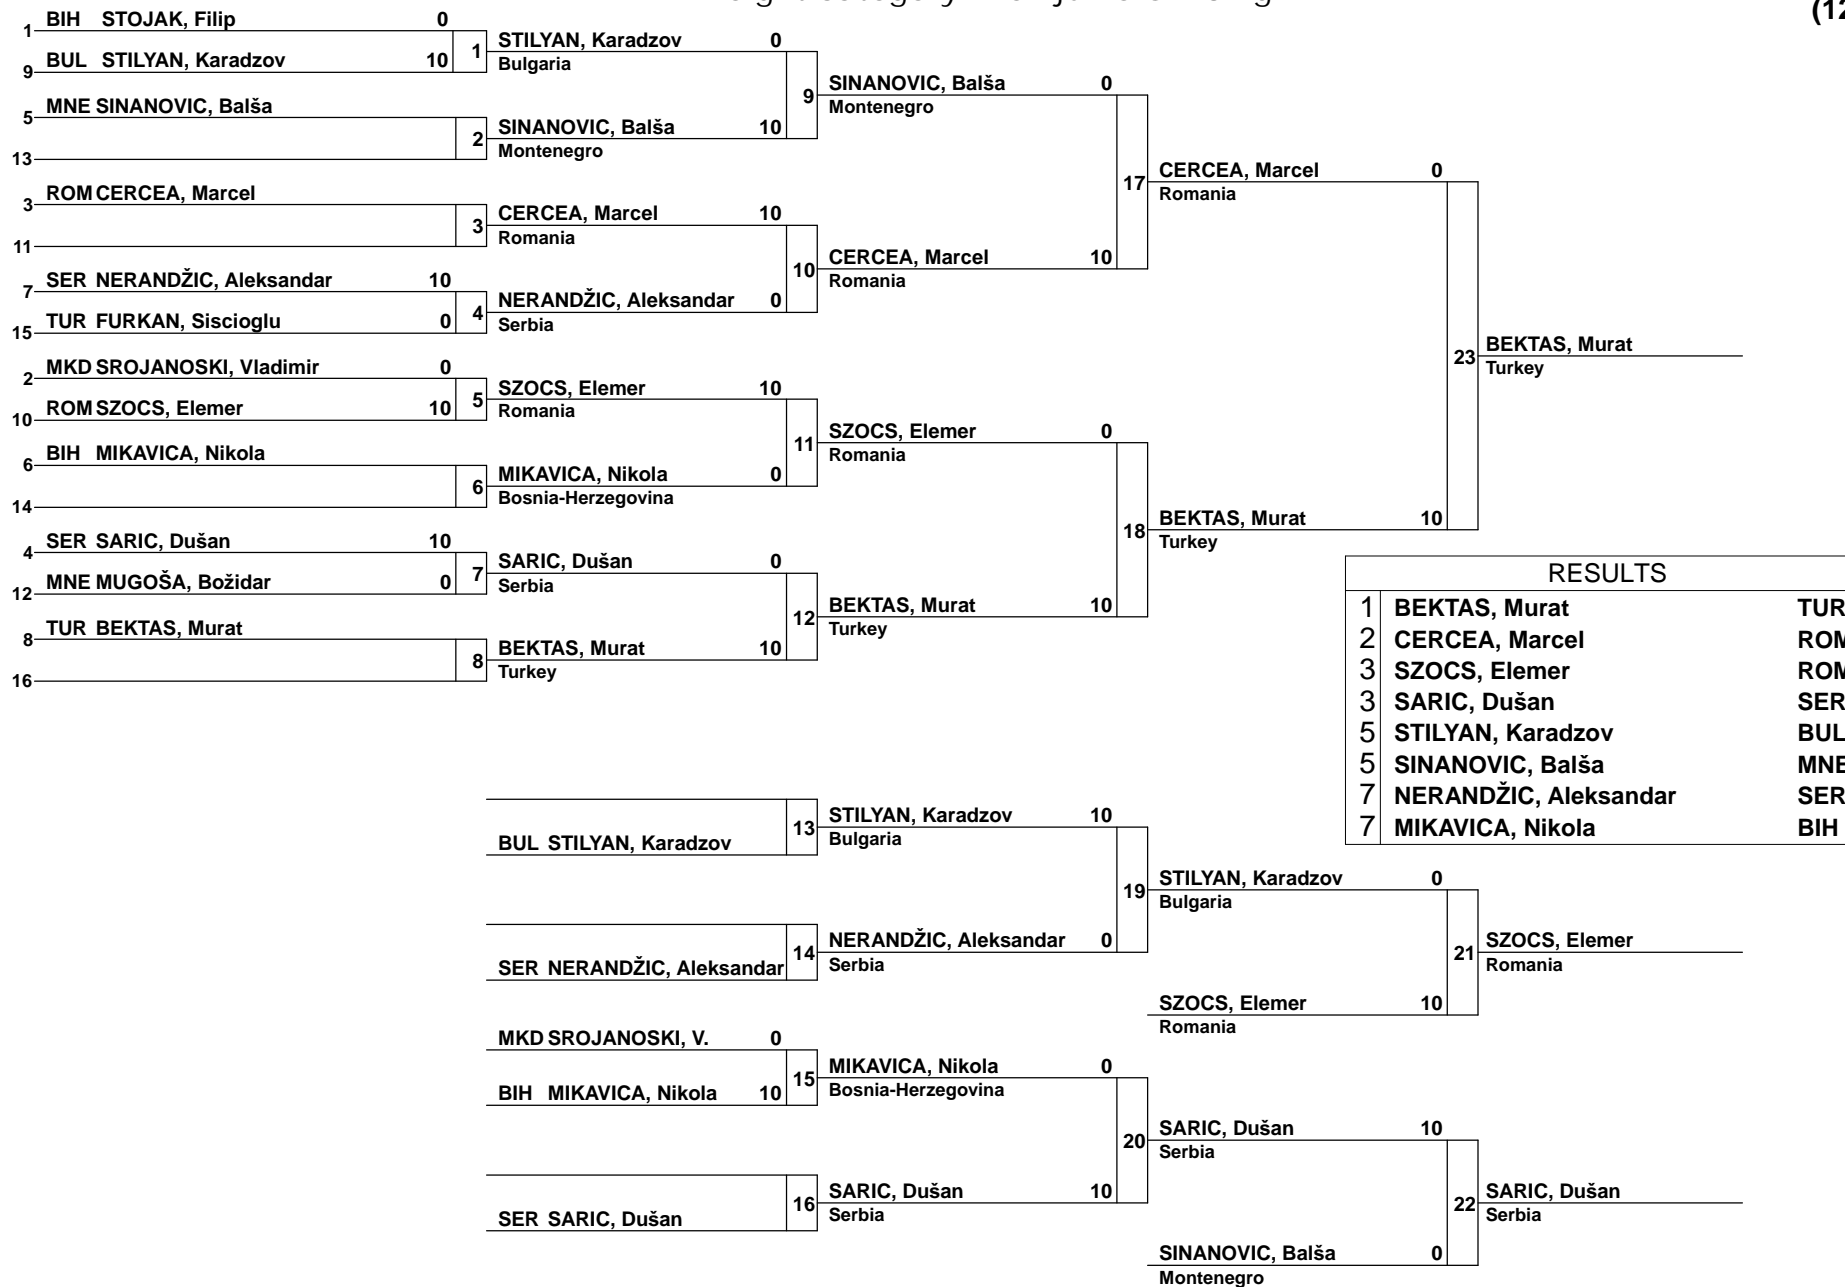 (12
1 BIH STOJAK, Filip 0
9 BUL STILYAN, Karadzov 10
1
5 MNE SINANOVIC, Balša
13
2
3 ROM CERCEA, Marcel
11
3
7 SER NERANDŽIC, Aleksandar 10
15 TUR FURKAN, Siscioglu 0
4
2 MKD SROJANOSKI, Vladimir 0
10 ROM SZOCS, Elemer 10
5
6 BIH MIKAVICA, Nikola
14
6
4 SER SARIC, Dušan 10
12 MNE MUGOŠA, Božidar 0
7
8 TUR BEKTAS, Murat
16
8
STILYAN, Karadzov 0
Bulgaria
9
SINANOVIC, Balša 10
Montenegro
CERCEA, Marcel 10
Romania
10
NERANDŽIC, Aleksandar 0
Serbia
SZOCS, Elemer 10
Romania
11
MIKAVICA, Nikola 0
Bosnia-Herzegovina
SARIC, Dušan 0
Serbia
12
BEKTAS, Murat 10
Turkey
SINANOVIC, Balša 0
Montenegro
17
CERCEA, Marcel 10
Romania
SZOCS, Elemer 0
Romania
18
BEKTAS, Murat 10
Turkey
CERCEA, Marcel 0
Romania
23
BEKTAS, Murat 10
Turkey
BEKTAS, Murat
Turkey
RESULTS
1 BEKTAS, Murat TUR
2 CERCEA, Marcel ROM
3 SZOCS, Elemer ROM
3 SARIC, Dušan SER
5 STILYAN, Karadzov BUL
5 SINANOVIC, Balša MNE
7 NERANDŽIC, Aleksandar SER
7 MIKAVICA, Nikola BIH
BUL STILYAN, Karadzov
13
SER NERANDŽIC, Aleksandar
14
MKD SROJANOSKI, V. 0
15
BIH MIKAVICA, Nikola 10
SER SARIC, Dušan
16
STILYAN, Karadzov 10
Bulgaria
19
NERANDŽIC, Aleksandar 0
Serbia
MIKAVICA, Nikola 0
Bosnia-Herzegovina
20
SARIC, Dušan 10
Serbia
STILYAN, Karadzov 0
Bulgaria
21
SZOCS, Elemer 10
Romania
SARIC, Dušan 10
Serbia
22
SINANOVIC, Balša 0
Montenegro
SZOCS, Elemer
Romania
SARIC, Dušan
Serbia